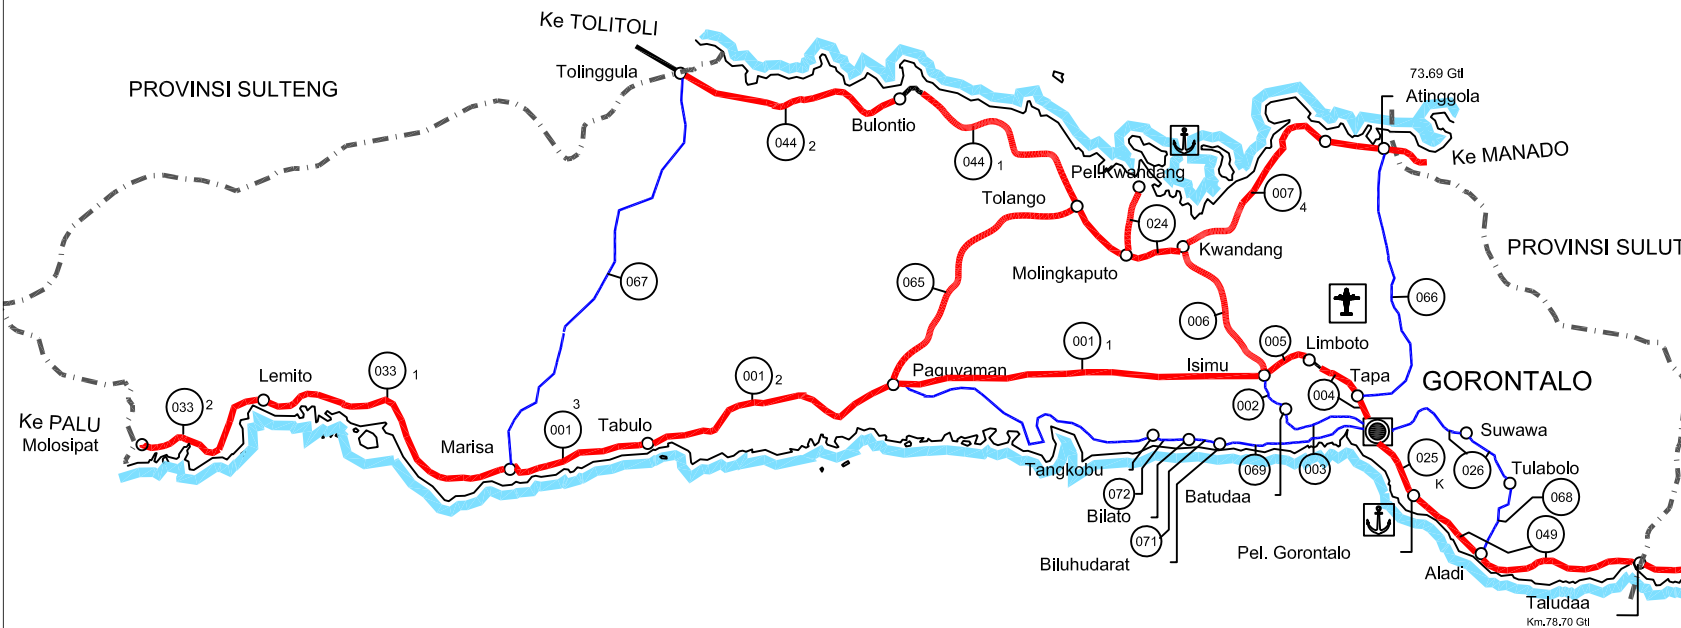 Ke TOLITOLI
Tolinggula
PROVINSI SULTENG
73.69 Gtl
Atinggola
Bulontio
044 2
044 1
Ke MANADO
Pel.Kwandang
007 4
Tolango
024
Kwandang
PROVINSI SULUT
Molingkaputo
067
065
066
006
001 1
Isimu
005
Limboto
Paguyaman
Tapa
GORONTALO
Lemito
033 1
001 2
004
002
033 2
Ke PALU
Molosipat
001 3
Tabulo
Marisa
Suwawa
025 K
026
Tulabolo
Tangkobu
069
003
072
Batudaa
068
Bilato
071
049
Biluhudarat
Pel. Gorontalo
Aladi
Taludaa
Km.78.70 Gtl